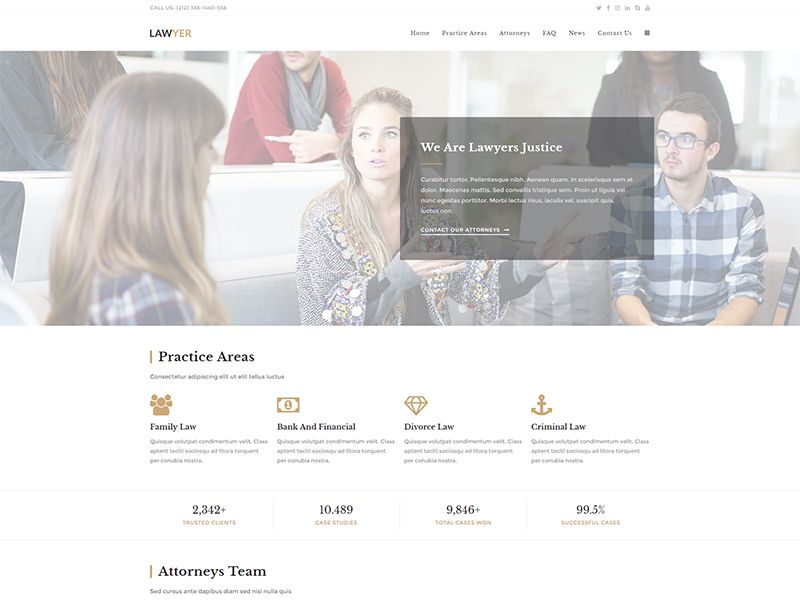 CALL US: (212) 336-1440-556
LAWYER
Home Practice Areas Attorneys FAQ News Contact Us
We Are Lawyers Justice
Curabitur tortor. Pellentesque nibh. Aenean quam. In scelerisque sem at
dolor. Maecenas mattis. Sed convallis tristique sem. Proin ut ligula vel
nunc egestas porttitor. Morbi lectus risus, iaculis vel, suscipit quis,
luctus non.
CONTACT OUR ATTORNEYS
Practice Areas
Consectetur adipiscing elit ut elit tellus luctus
Family Law
Quisque volutpat condimentum velit. Class
aptent taciti sociosqu ad litora torquent
per conubia nostra.
Bank And Financial
Quisque volutpat condimentum velit. Class
aptent taciti sociosqu ad litora torquent
per conubia nostra.
Divorce Law
Quisque volutpat condimentum velit. Class
aptent taciti sociosqu ad litora torquent
per conubia nostra.
Criminal Law
Quisque volutpat condimentum velit. Class
aptent taciti sociosqu ad litora torquent
per conubia nostra.
2,342+
TRUSTED CLIENTS
10.489
CASE STUDIES
9,846+
TOTAL CASES WON
99.5%
SUCCESSFUL CASES
Attorneys Team
Sed cursus ante dapibus diam sed nisi nulla quis